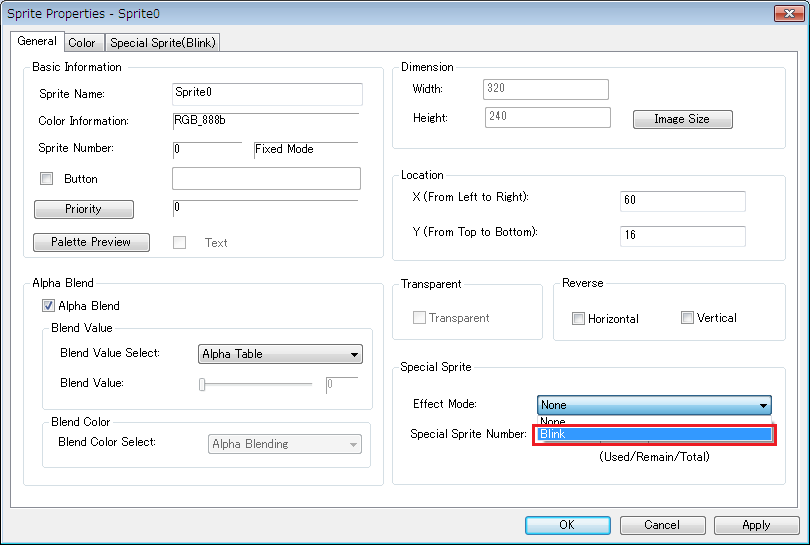 Sprite Properties - Sprite0
General
Color
Special Sprite(Blink)
Basic Information
Sprite Name:
Sprite0
Color Information:
RGB_888b
Sprite Number:
0
Fixed Mode
Button
Priority
0
Palette Preview
Text
Dimension
Width:
320
Height:
240
Image Size
Location
X (From Left to Right):
60
Y (From Top to Bottom):
16
Alpha Blend
Alpha Blend
Blend Value
Blend Value Select:
Alpha Table
Blend Value:
0
Blend Color
Blend Color Select:
Alpha Blending
Transparent
Transparent
Reverse
Horizontal
Vertical
Special Sprite
Effect Mode:
None
None
Blink
Special Sprite Number:
(Used/Remain/Total)
OK
Cancel
Apply